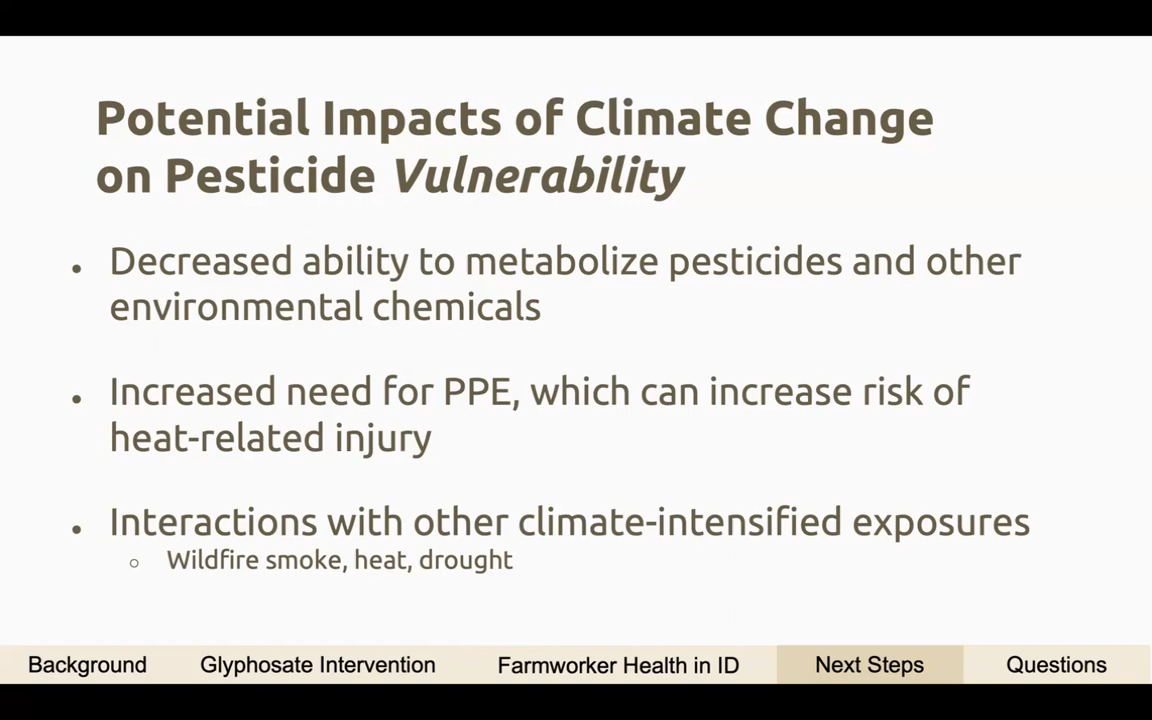 Potential Impacts of Climate Change
on Pesticide Vulnerability
• Decreased ability to metabolize pesticides and other
environmental chemicals
• Increased need for PPE, which can increase risk of
heat-related injury
• Interactions with other climate-intensified exposures
○ Wildfire smoke, heat, drought
Background Glyphosate Intervention Farmworker Health in ID Next Steps Questions